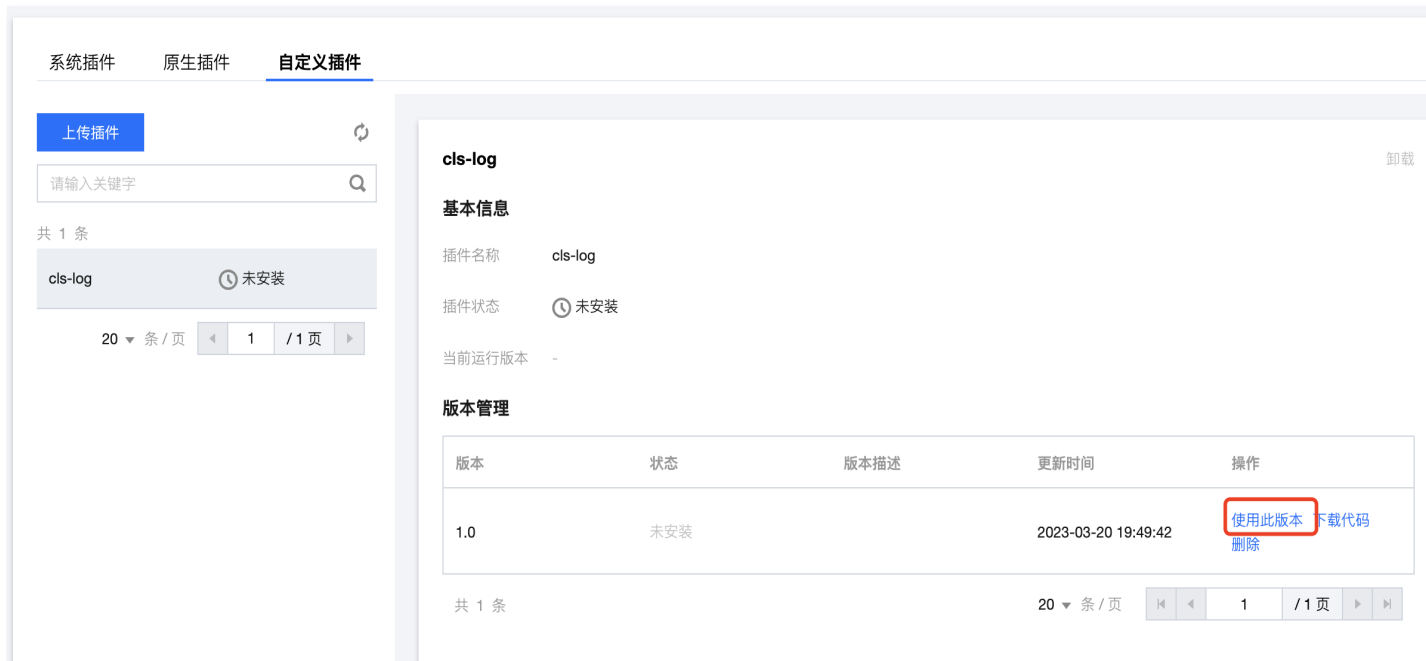 系统插件 原生插件 自定义插件
上传插件
请输入关键字
共 1 条
cls-log 未安装
20 条 / 页 1 / 1 页
cls-log 卸载
基本信息
插件名称 cls-log
插件状态 未安装
当前运行版本 -
版本管理
版本 状态 版本描述 更新时间 操作
1.0 未安装 2023-03-20 19:49:42 使用此版本 下载代码
删除
共 1 条 20 条 / 页 1 / 1 页